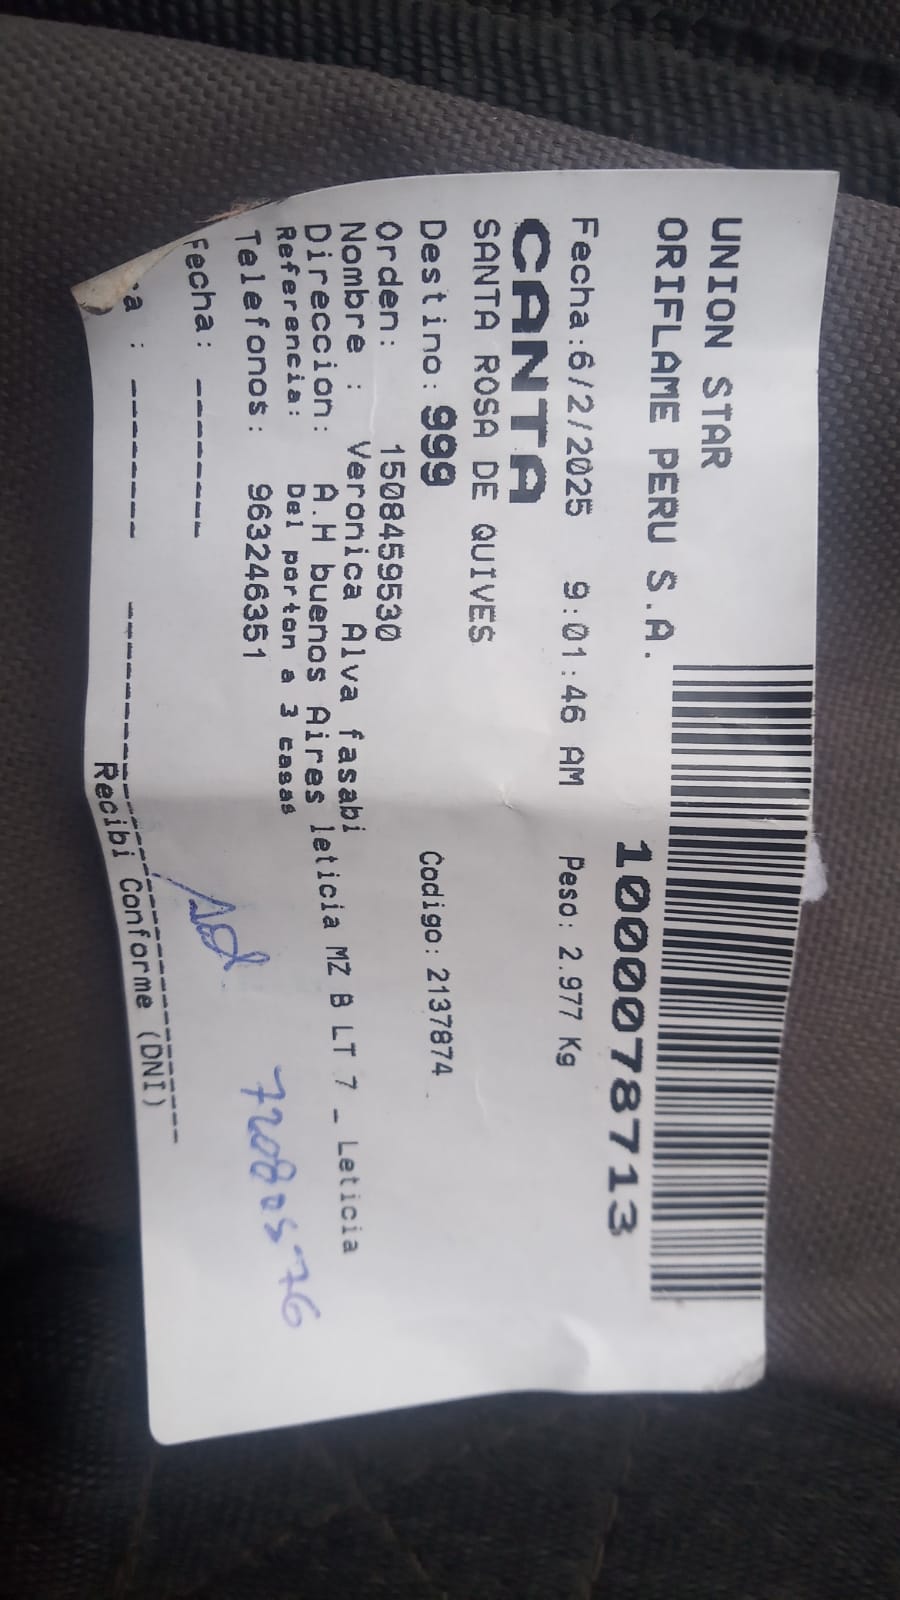 UNION STAR
ORIFLAME PERU S.A.
1000078713
Fecha:6/2/2025 9:01:46 AM Peso: 2.977 Kg
CANTA
SANTA ROSA DE QUIVES
Destino: 999 Codigo: 2137874
Orden: 1508459530
Nombre : Veronica Alva fasabi
Direccion: A.H buenos Aires leticia MZ B LT 7 _ Leticia
Referencia: Del porton a 3 casas
Telefonos: 963246351
Fecha: -------
a : -------- 
Recibi Conforme (DNI)